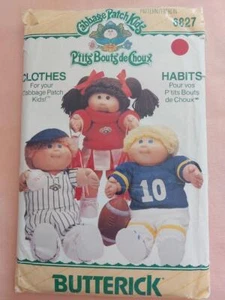 Cabbage Patch Kids
6827
P'tits Bouts de Choux
CLOTHES
For your
Cabbage Patch
Kids
HABITS
Pour vos
P'tits Bouts
de Choux
10
BUTTERICK